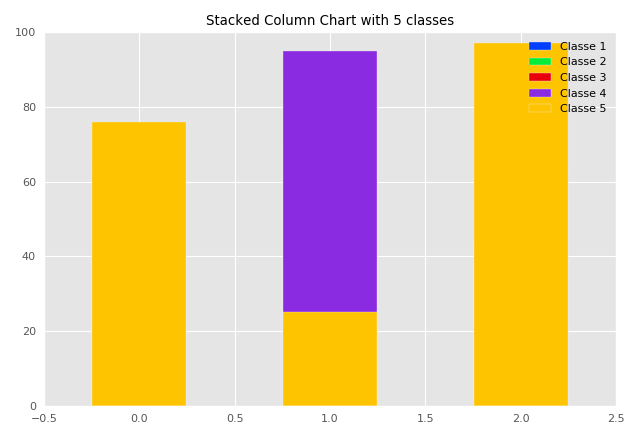 Stacked Column Chart with 5 classes
100
80
60
40
20
0
−0.5
0.0
0.5
1.0
1.5
2.0
2.5
Classe 1
Classe 2
Classe 3
Classe 4
Classe 5